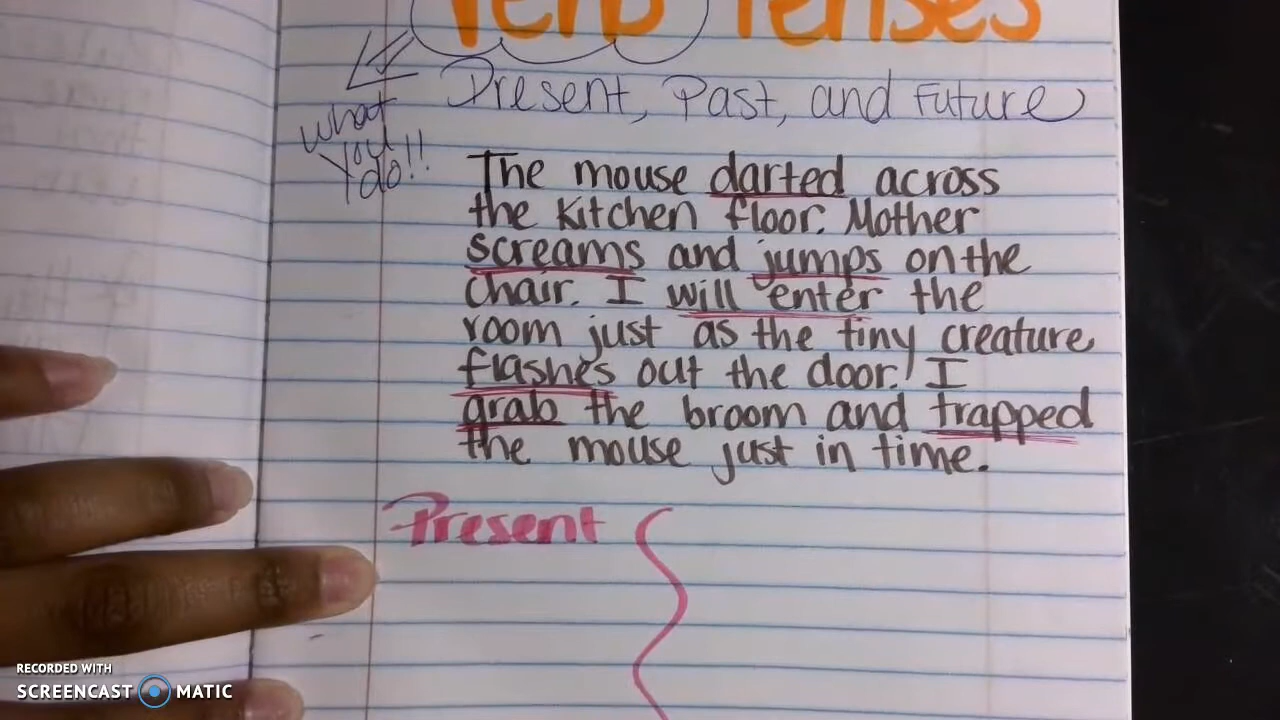 Verb Tenses
Present, Past, and Future
what
you
do!!
The mouse darted across
the kitchen floor. Mother
screams and jumps on the
chair. I will enter the
room just as the tiny creature
flashes out the door. I
grab the broom and trapped
the mouse just in time.
Present
RECORDED WITH
SCREENCAST MATIC